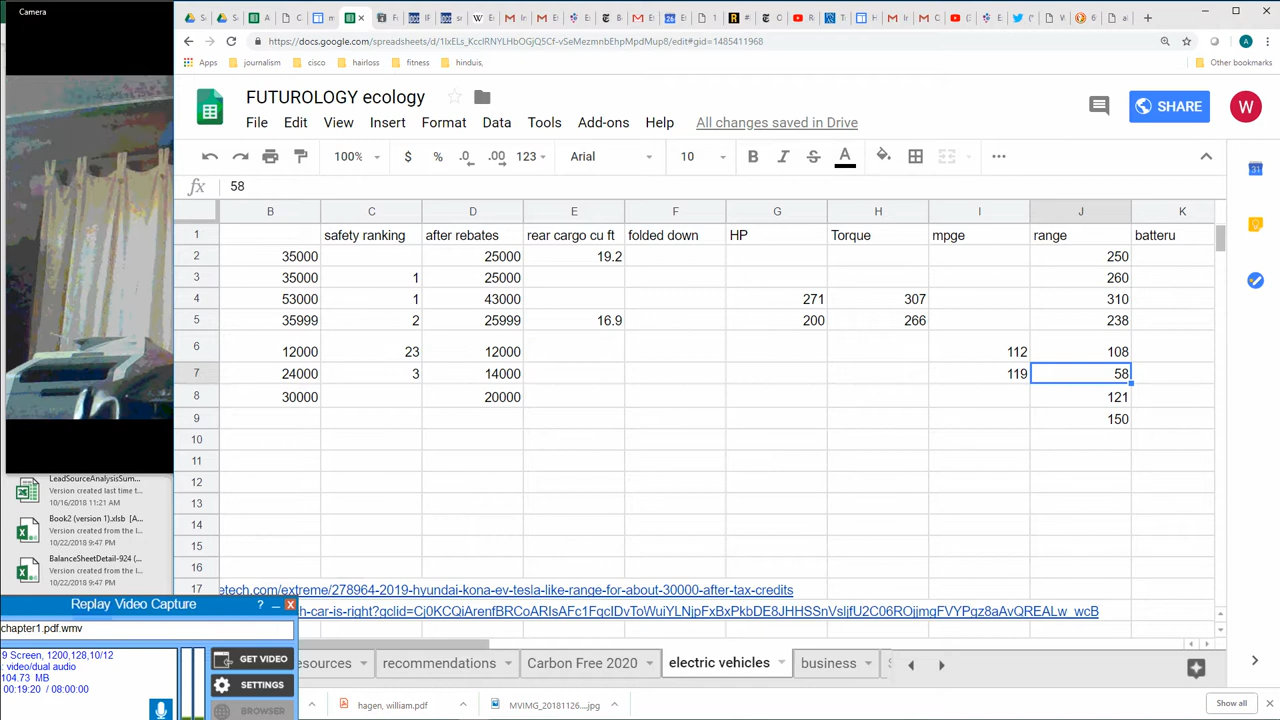 Camera
https://docs.google.com/spreadsheets/d/1IxELs_KcclRNYLHbOGjQ5Cf-vSeMezmnbEhpMpdMup8/edit#gid=1485411968
Apps journalism cisco hairloss fitness hinduis, Other bookmarks
FUTUROLOGY ecology
File Edit View Insert Format Data Tools Add-ons Help All changes saved in Drive
SHARE
W
100% $ % .0 .00 123 Arial 10 B I S A
fx 58
B C D E F G H I J K
1 safety ranking after rebates rearnargo cu ft folded down HP Torque mpge range batteru
2 35000 25000 19.2 250
3 35000 1 25000 260
4 53000 1 43000 271 307 310
5 35999 2 25999 16.9 200 266 238
6 12000 23 12000 112 108
7 24000 3 14000 119 58
8 30000 20000 121
9 150
10
11
12
13
14
15
16
17 etech.com/extreme/278964-2019-hyundai-kona-ev-tesla-like-range-for-about-30000-after-tax-credits
h-car-is-right?gclid=Cj0KCQiArenfBRCoARIsAFc1FqcIDvToWuiYLNjpFxBxPkbDE8JHHSSnVsljfU2C06ROjjmgFVYPgz8aAvQREALw_wcB
esources recommendations Carbon Free 2020 electric vehicles business
LeadSourceAnalysisSum...
Version created last time t...
10/16/2018 11:21 AM
Book2 (version 1).xlsb [A...
Version created from the l...
10/22/2018 9:47 PM
BalanceSheetDetail-924 (...
Version created from the l...
10/22/2018 9:47 PM
Replay Video Capture
chapter1.pdf.wmv
9 Screen, 1200,128,10/12
: video/dual audio
104.73 MB
00:19:20 / 08:00:00
GET VIDEO
SETTINGS
BROWSER
hagen, william.pdf
MVIMG_20181126....jpg
Show all